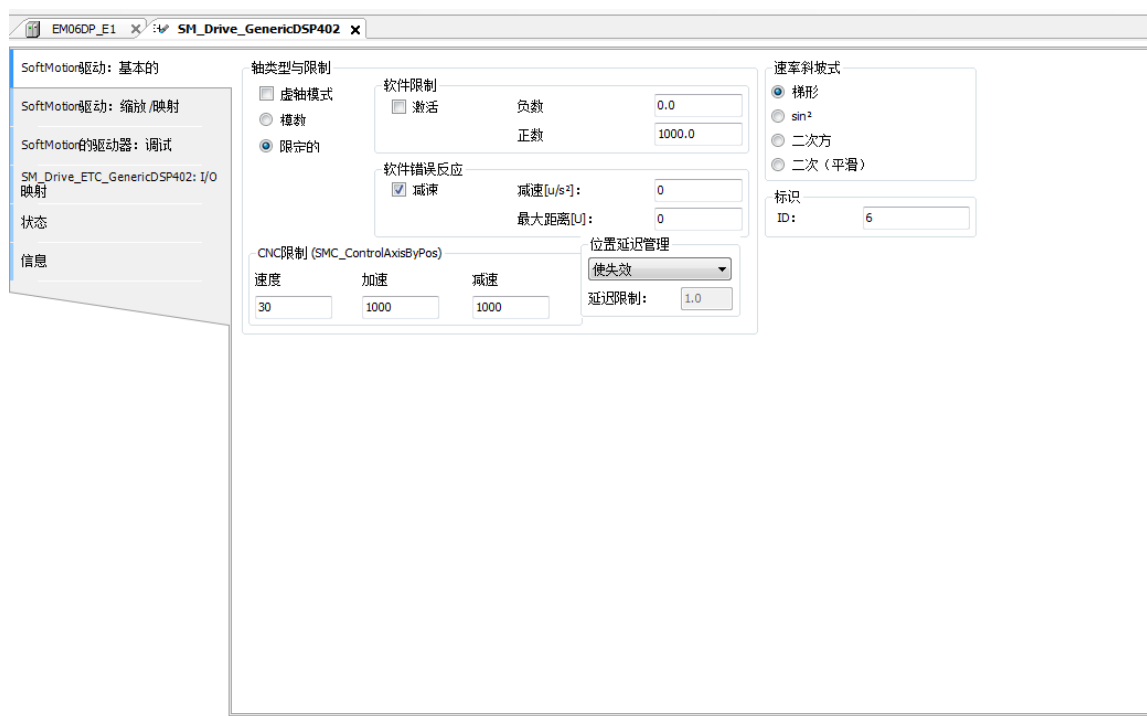 EM06DP_E1
SM_Drive_GenericDSP402
SoftMotion驱动：基本的
SoftMotion驱动：缩放/映射
SoftMotion的驱动器：调试
SM_Drive_ETC_GenericDSP402: I/O
映射
状态
信息
轴类型与限制
虚轴模式
模数
限定的
软件限制
激活
负数
0.0
正数
1000.0
软件错误反应
减速
减速[u/s²]：
0
最大距离[U]：
0
CNC限制 (SMC_ControlAxisByPos)
速度
加速
减速
30
1000
1000
位置延迟管理
使失效
延迟限制：
1.0
速率斜坡式
梯形
sin²
二次方
二次（平滑）
标识
ID：
6